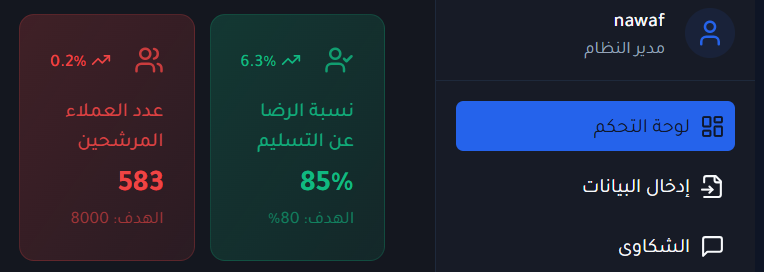 nawaf
مدير النظام
لوحة التحكم
إدخال البيانات
الشكاوى
6.3%
نسبة الرضا
عن التسليم
85%
الهدف: 80%
0.2%
عدد العملاء
المرشحين
583
الهدف: 8000